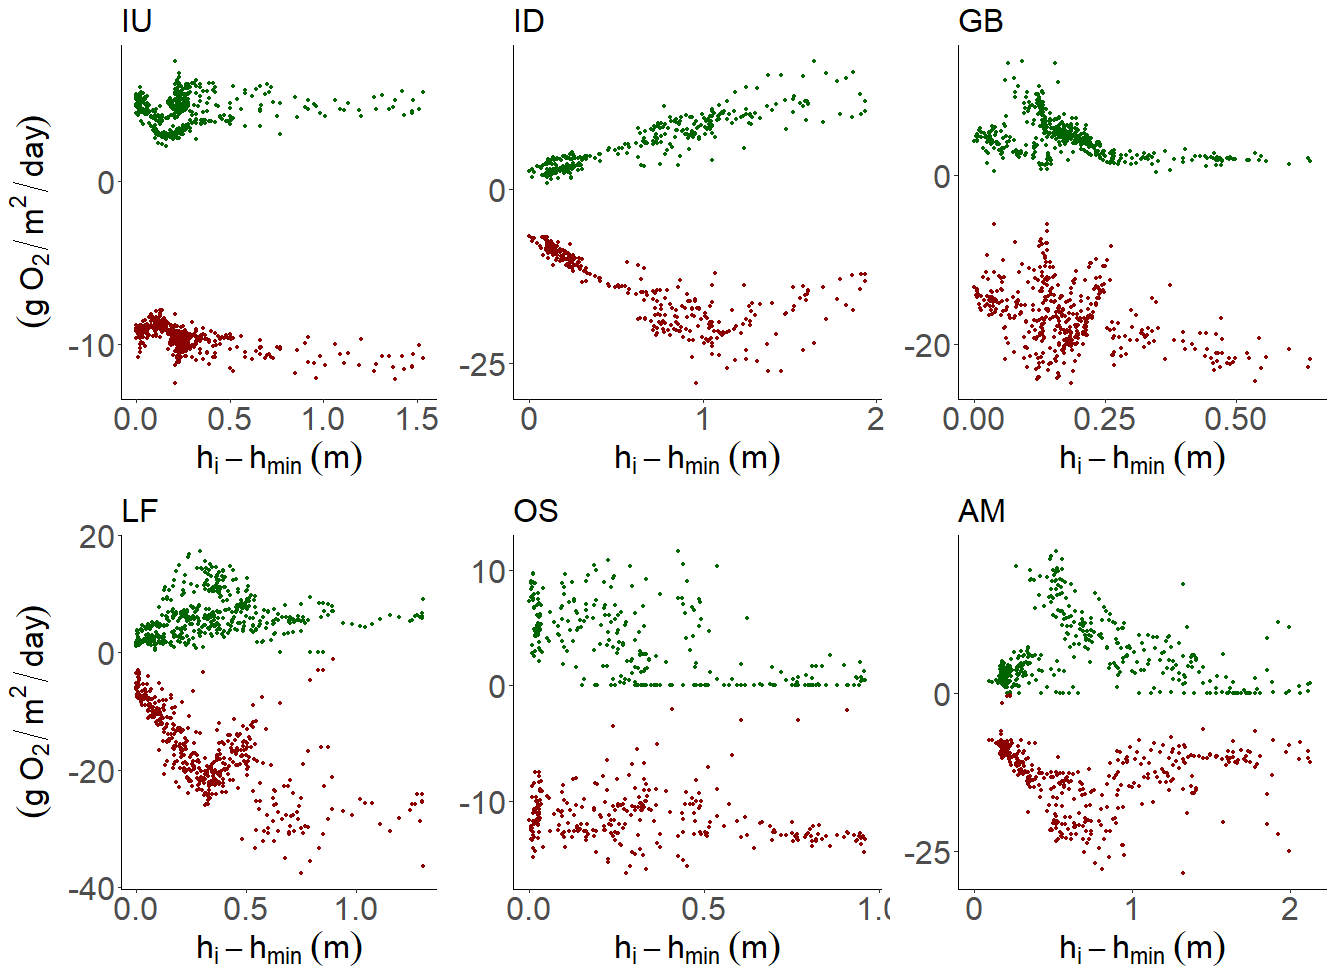 IU
ID
GB
(g O₂/ m²/ day)
0
-10
0.0 0.5 1.0 1.5
hᵢ – hmin (m)
0
-25
0 1 2
hᵢ – hmin (m)
0
-20
0.00 0.25 0.50
hᵢ – hmin (m)
LF
OS
AM
(g O₂/ m²/ day)
20
0
-20
-40
0.0 0.5 1.0
hᵢ – hmin (m)
10
0
-10
0.0 0.5 1.0
hᵢ – hmin (m)
0
-25
0 1 2
hᵢ – hmin (m)